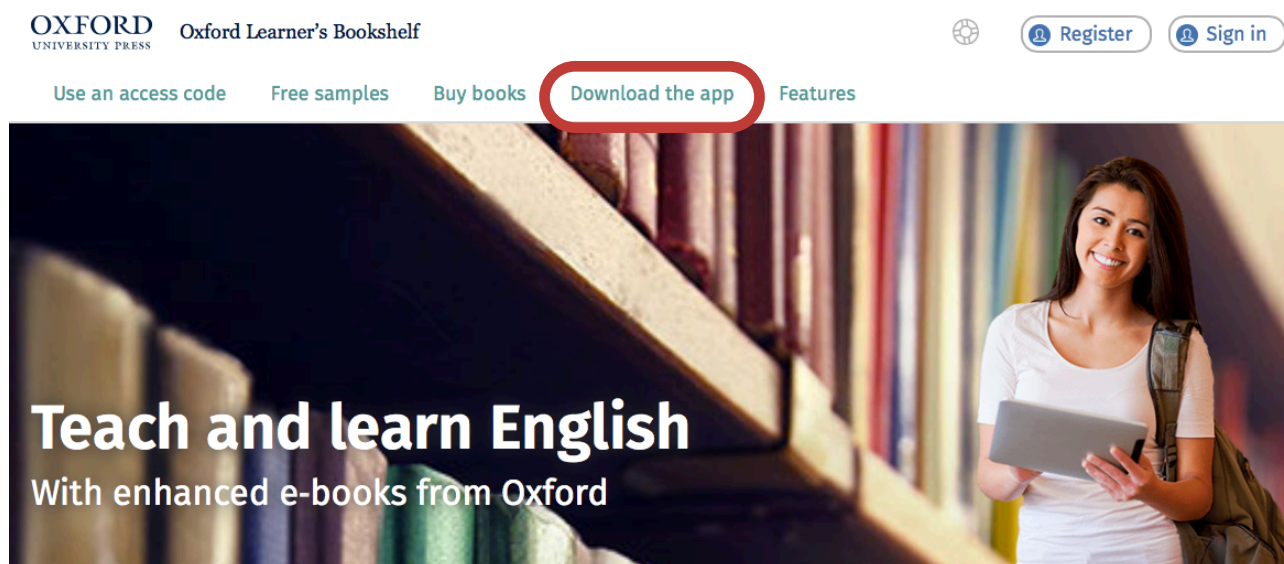 OXFORD
UNIVERSITY PRESS
Oxford Learner's Bookshelf
Register
Sign in
Use an access code
Free samples
Buy books
Download the app
Features
Teach and learn English
With enhanced e-books from Oxford